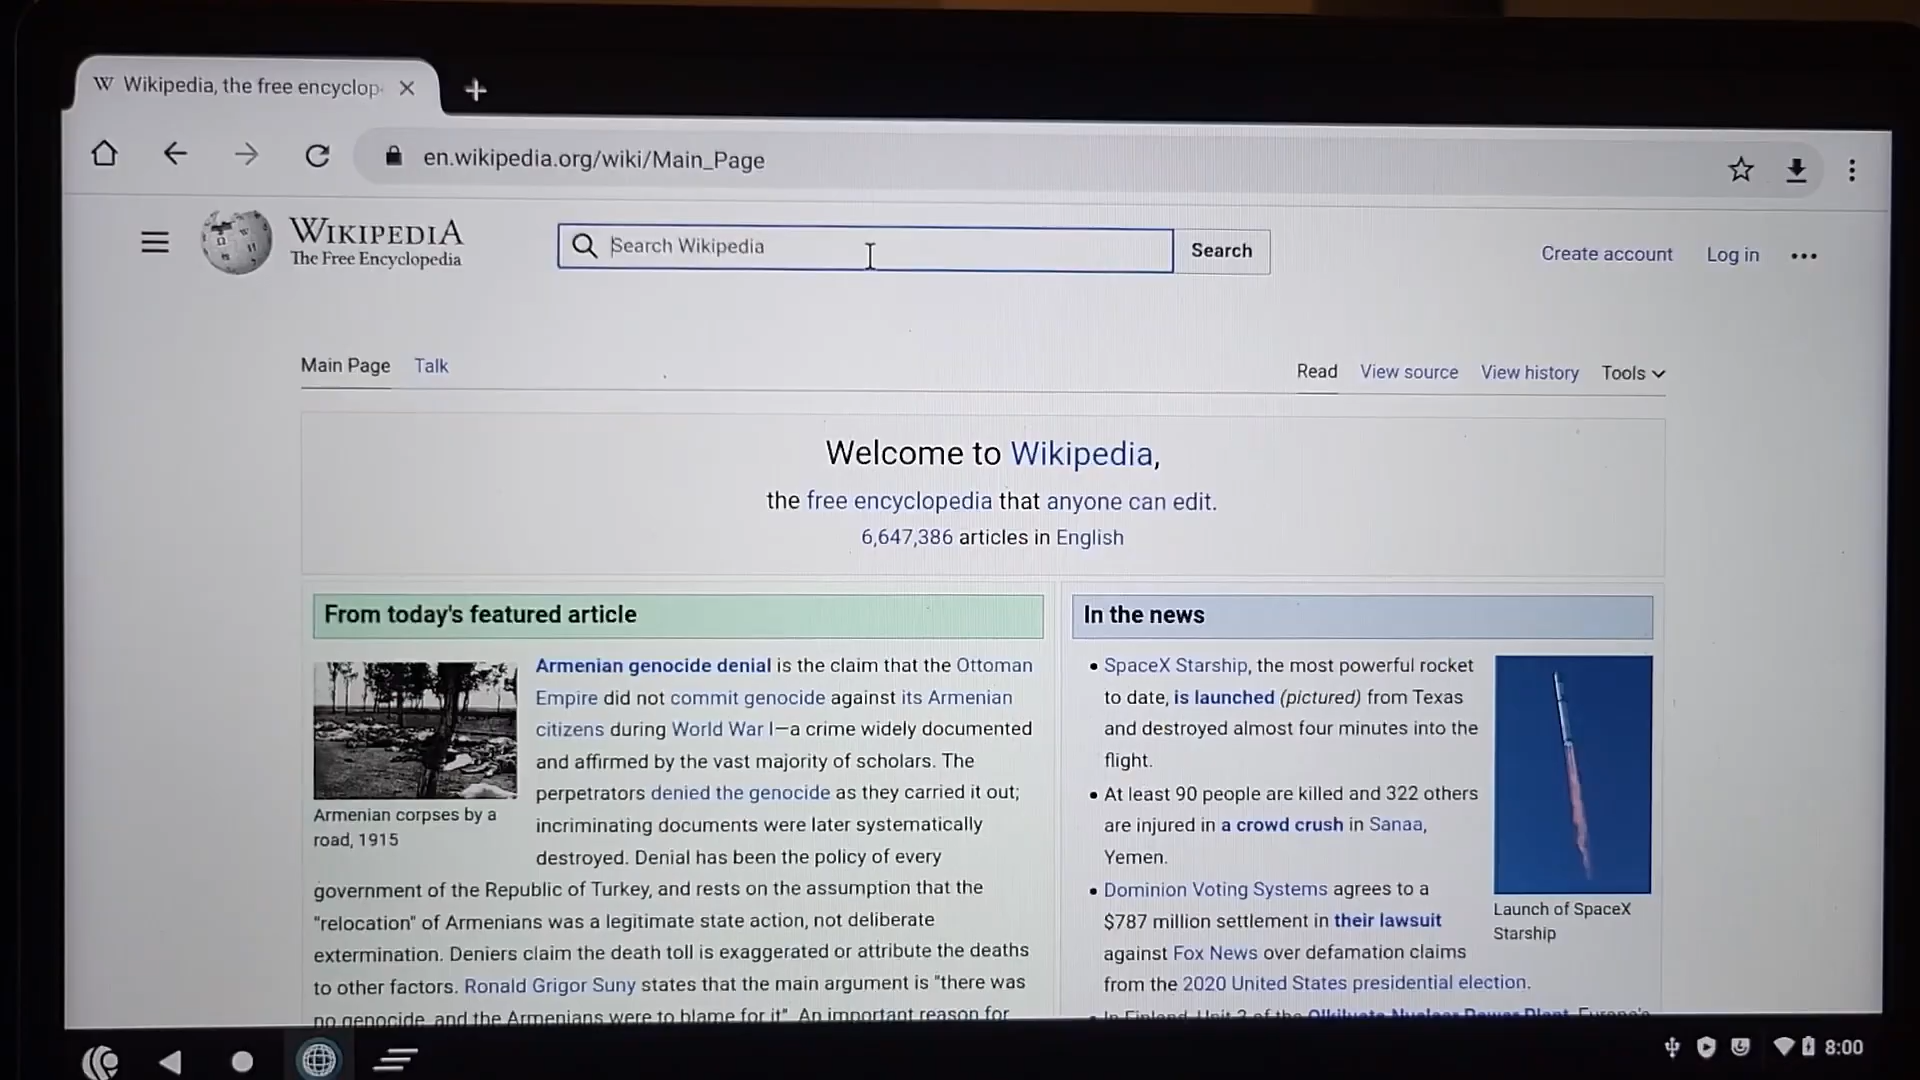 W Wikipedia, the free encyclop
en.wikipedia.org/wiki/Main_Page
WIKIPEDIA
The Free Encyclopedia
Search Wikipedia
Search
Create account
Log in
Main Page
Talk
Read
View source
View history
Tools
Welcome to Wikipedia,
the free encyclopedia that anyone can edit.
6,647,386 articles in English
From today's featured article
Armenian corpses by a
road, 1915
Armenian genocide denial is the claim that the Ottoman
Empire did not commit genocide against its Armenian
citizens during World War I—a crime widely documented
and affirmed by the vast majority of scholars. The
perpetrators denied the genocide as they carried it out;
incriminating documents were later systematically
destroyed. Denial has been the policy of every
government of the Republic of Turkey, and rests on the assumption that the
"relocation" of Armenians was a legitimate state action, not deliberate
extermination. Deniers claim the death toll is exaggerated or attribute the deaths
to other factors. Ronald Grigor Suny states that the main argument is "there was
no genocide, and the Armenians were to blame for it". An important reason for
In the news
• SpaceX Starship, the most powerful rocket
to date, is launched (pictured) from Texas
and destroyed almost four minutes into the
flight.
• At least 90 people are killed and 322 others
are injured in a crowd crush in Sanaa,
Yemen.
• Dominion Voting Systems agrees to a
$787 million settlement in their lawsuit
against Fox News over defamation claims
from the 2020 United States presidential election.
• In Finland, Unit 3 of the Olkiluoto Nuclear Power Plant, Europe's
Launch of SpaceX
Starship
8:00